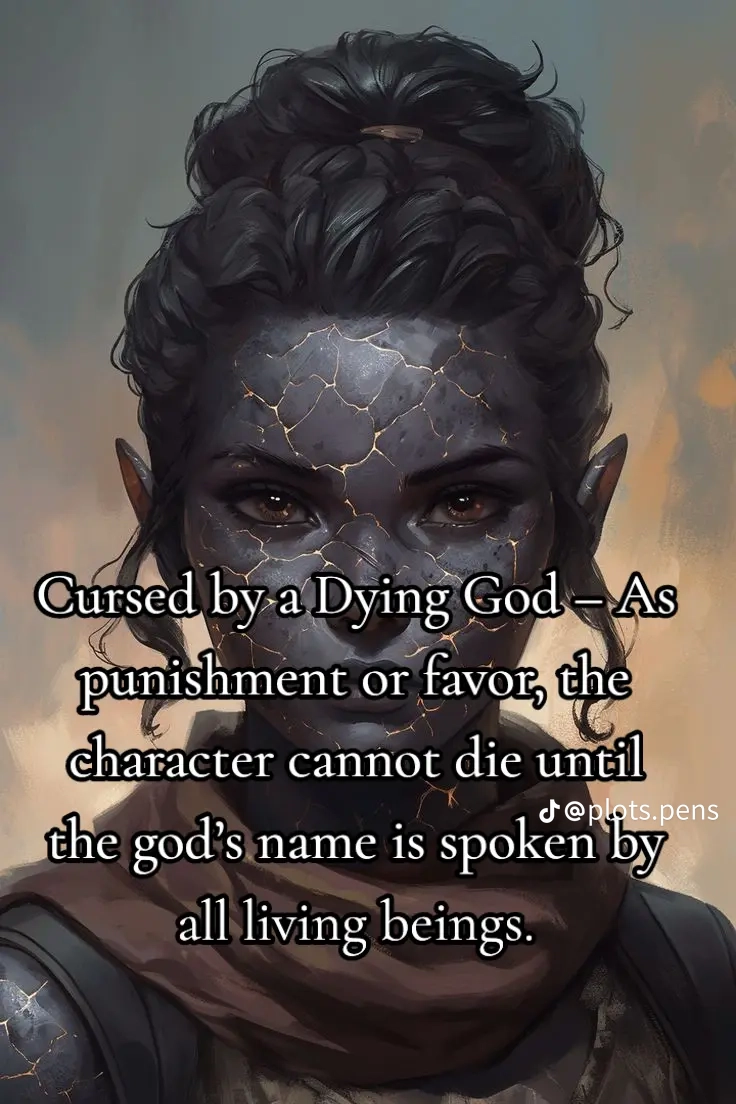 Cursed by a Dying God – As
punishment or favor, the
character cannot die until
@plots.pens
the god's name is spoken by
all living beings.